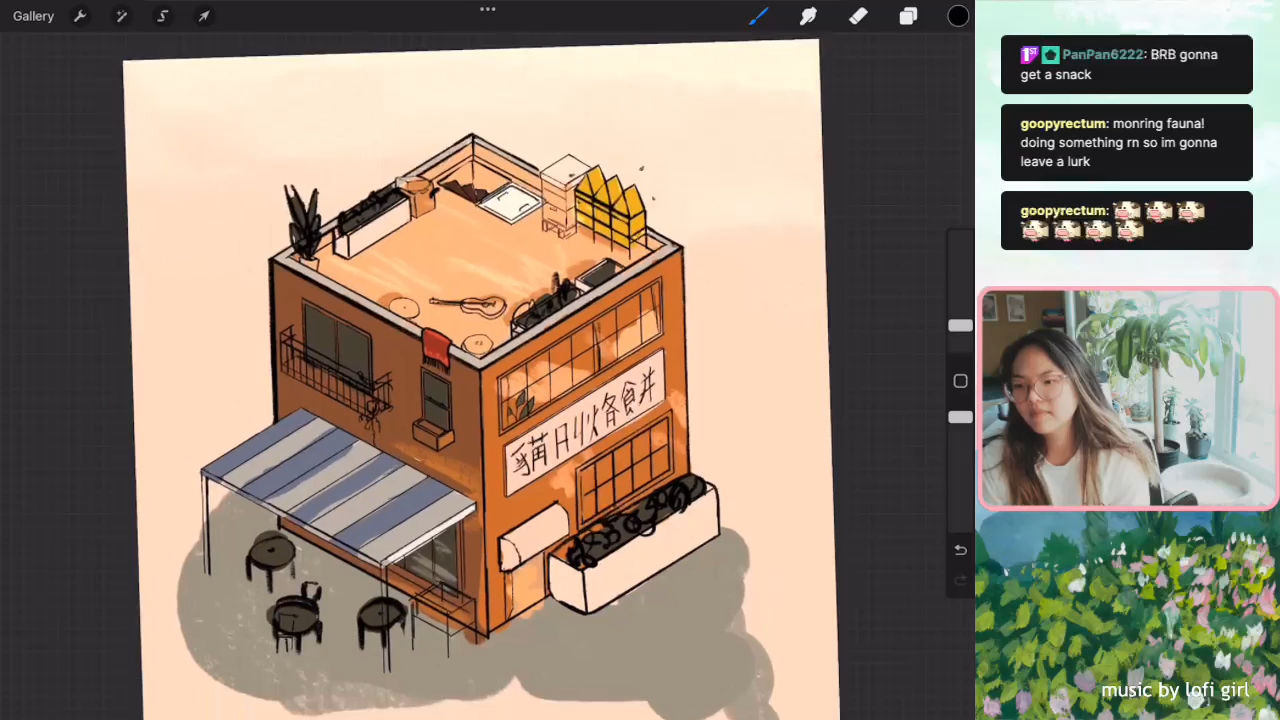 Gallery
1ST PanPan6222: BRB gonna
get a snack
goopyrectum: monring fauna!
doing something rn so im gonna
leave a lurk
goopyrectum:
music by lofi girl